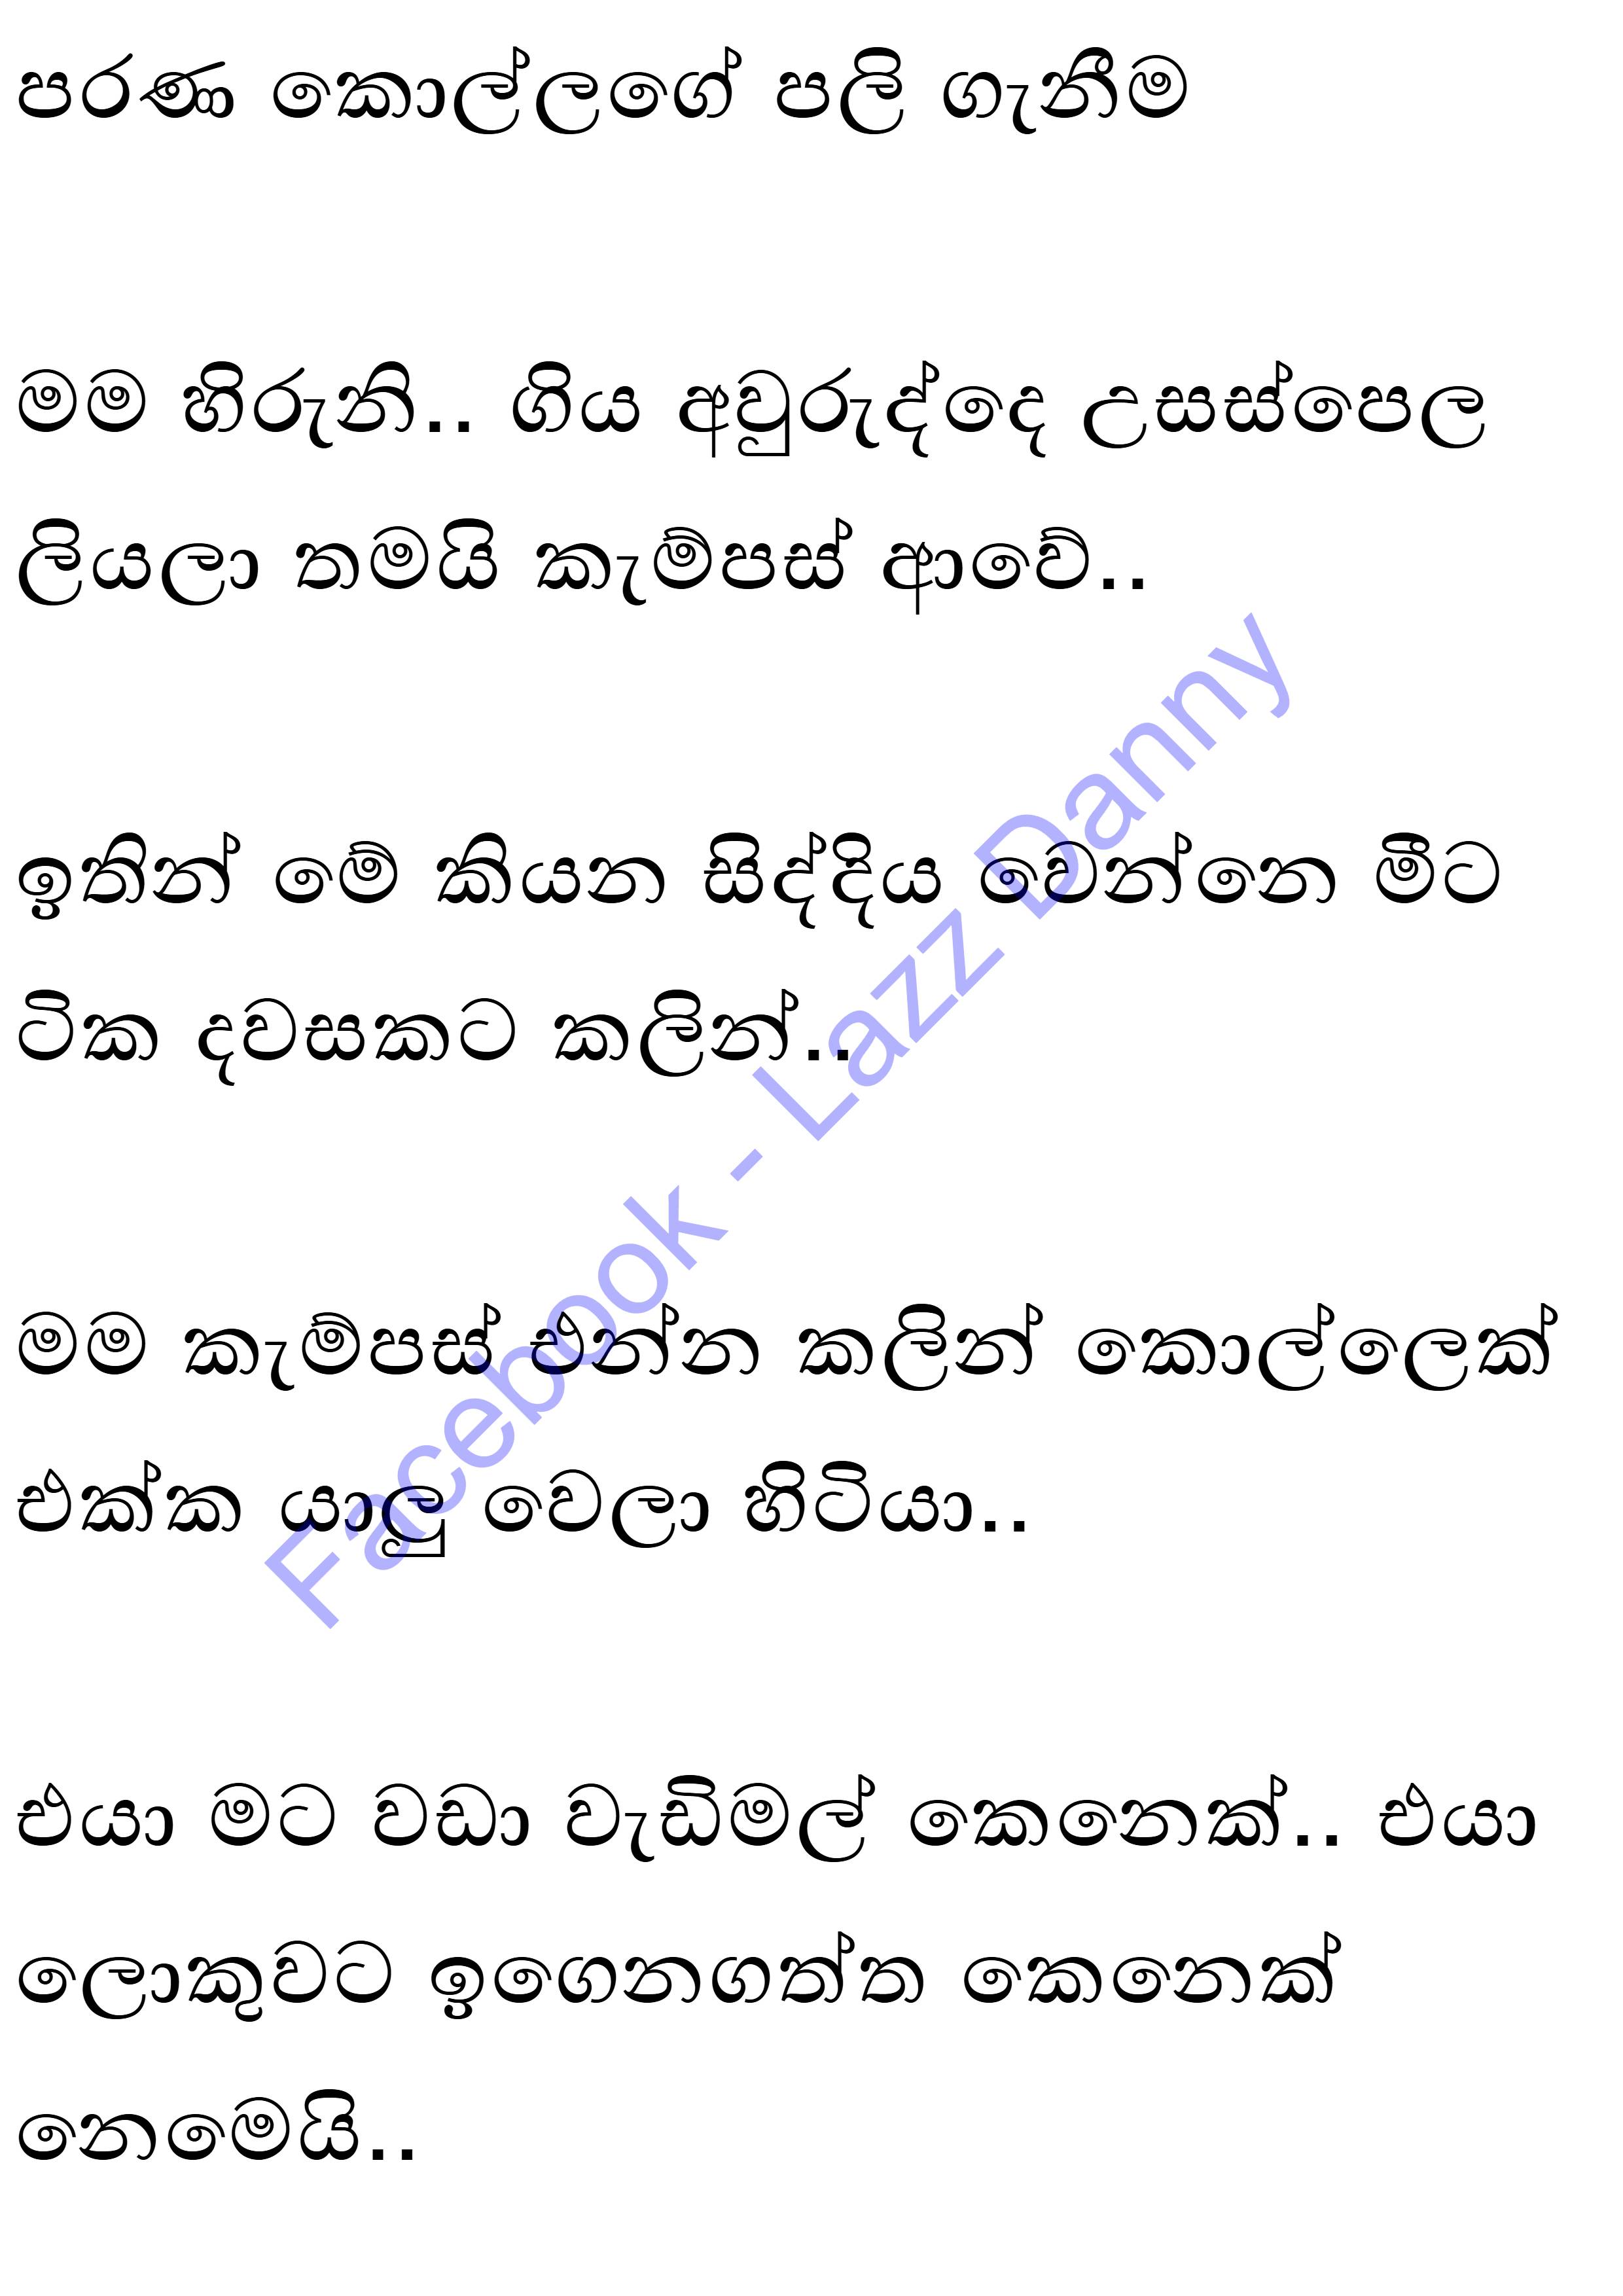 පරණ කොල්ලගේ පලි ගැනීම
මම හිරුනි.. ගිය අවුරුද්දෙ උසස්පෙල
ලියලා තමයි කැම්පස් ආවේ..
ඉතින් මේ කියන සිද්දිය වෙන්නෙ මීට
ටික දවසකට කලින්..
මම කැම්පස් එන්න කලින් කොල්ලෙක්
එක්ක යාලු වෙලා හිටියා..
එයා මට වඩා වැඩිමල් කෙනෙක්.. එයා
ලොකුවට ඉගෙනගත්ත කෙනෙක්
නෙමෙයි..
Facebook - Lazz Danny